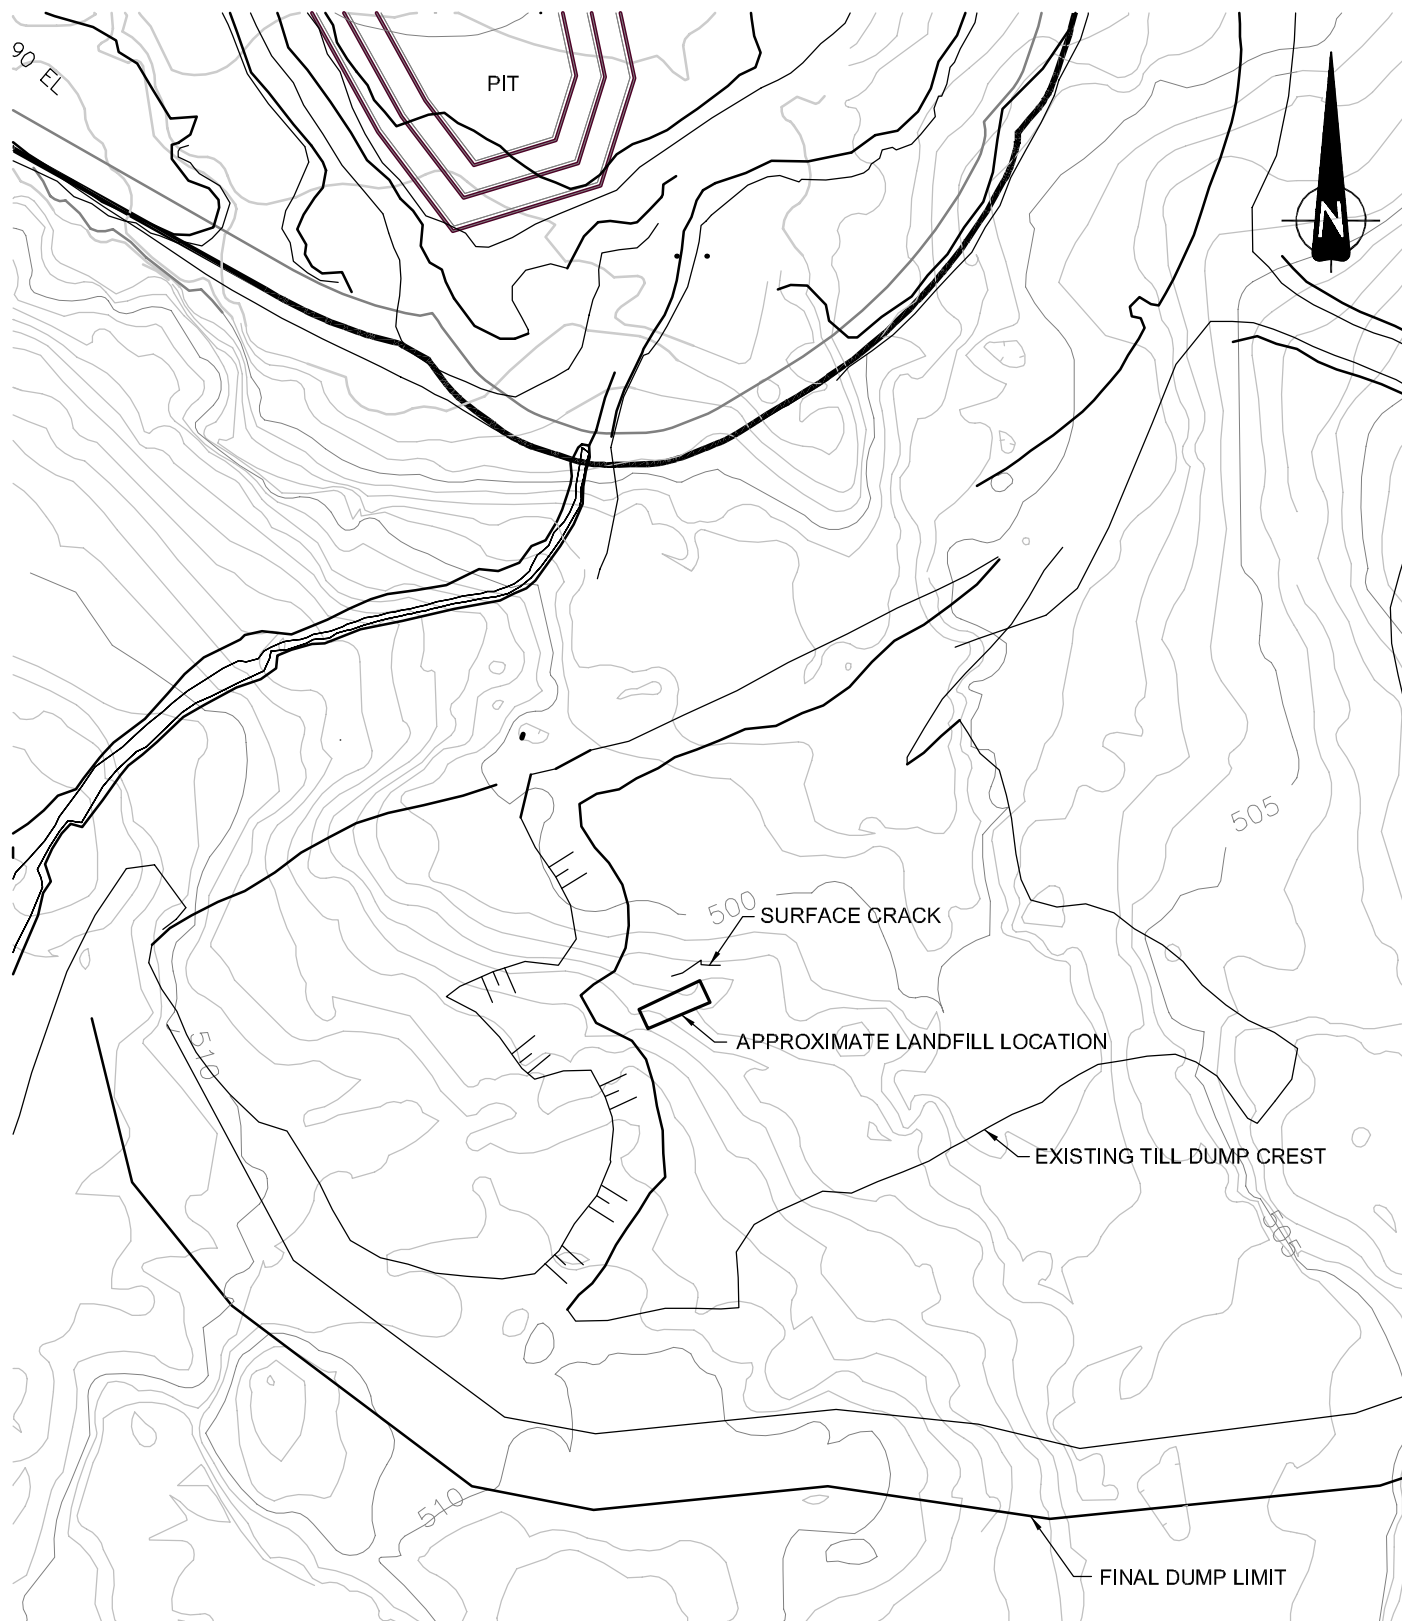 90 EL
PIT
N
505
500
SURFACE CRACK
510
APPROXIMATE LANDFILL LOCATION
EXISTING TILL DUMP CREST
505
510
FINAL DUMP LIMIT